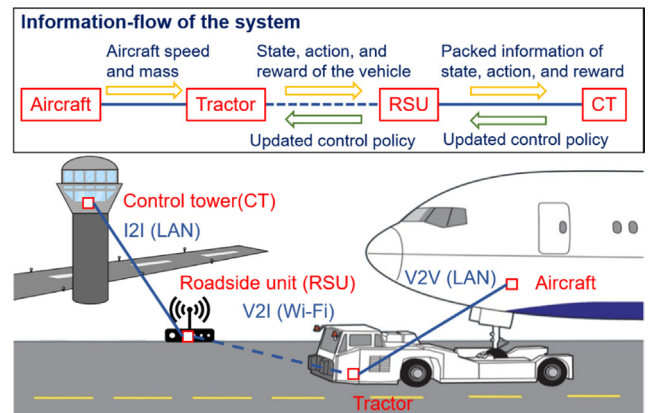 Information-flow of the system
Aircraft speed
and mass
State, action, and
reward of the vehicle
Packed information of
state, action, and reward
Aircraft
Tractor
RSU
CT
Updated control policy
Updated control policy
Control tower(CT)
I2I (LAN)
Roadside unit (RSU)
V2I (Wi-Fi)
V2V (LAN)
Aircraft
Tractor